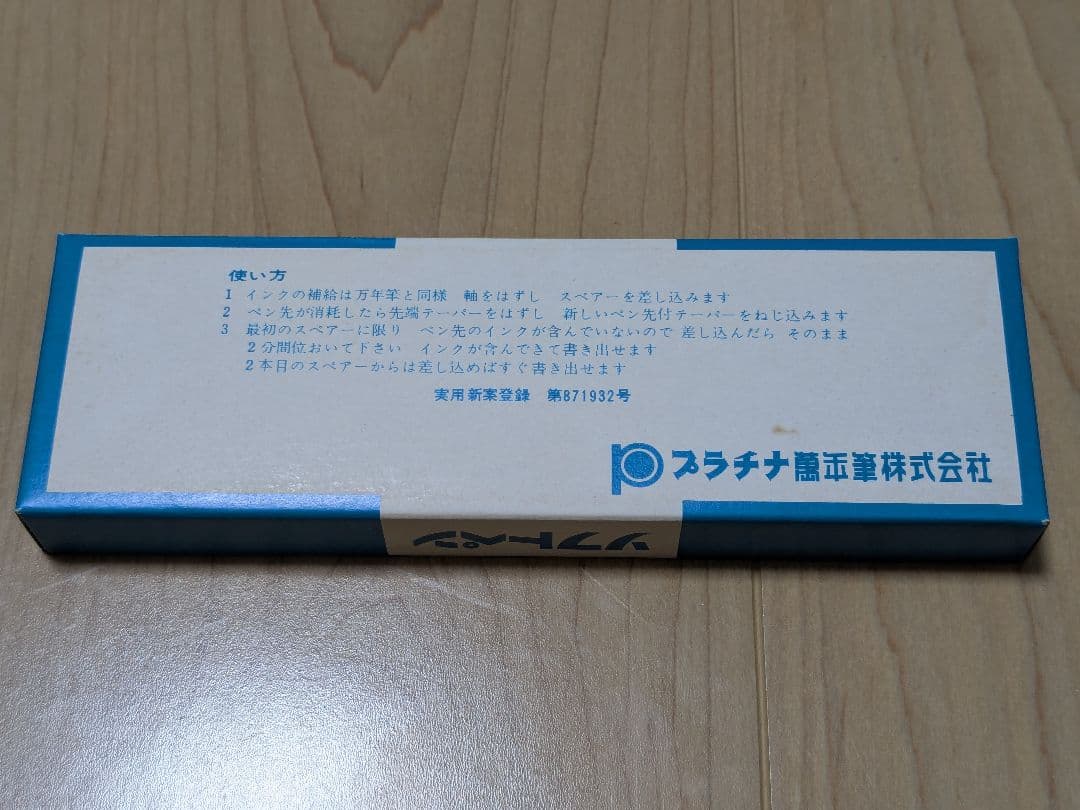 使い方
1 インクの補給は万年筆と同様 軸をはずし スペアーを差し込みます
2 ペン先が消耗したら先端テーパーをはずし 新しいペン先付テーパーをねじ込みます
3 最初のスペアーに限り ペン先のインクが含んでいないので 差し込んだら そのまま
2分間位おいて下さい インクが含んできて書き出せます
2本目のスペアーからは差し込めばすぐ書き出せます
実用新案登録 第871932号
プラチナ萬年筆株式会社
ソフトペン